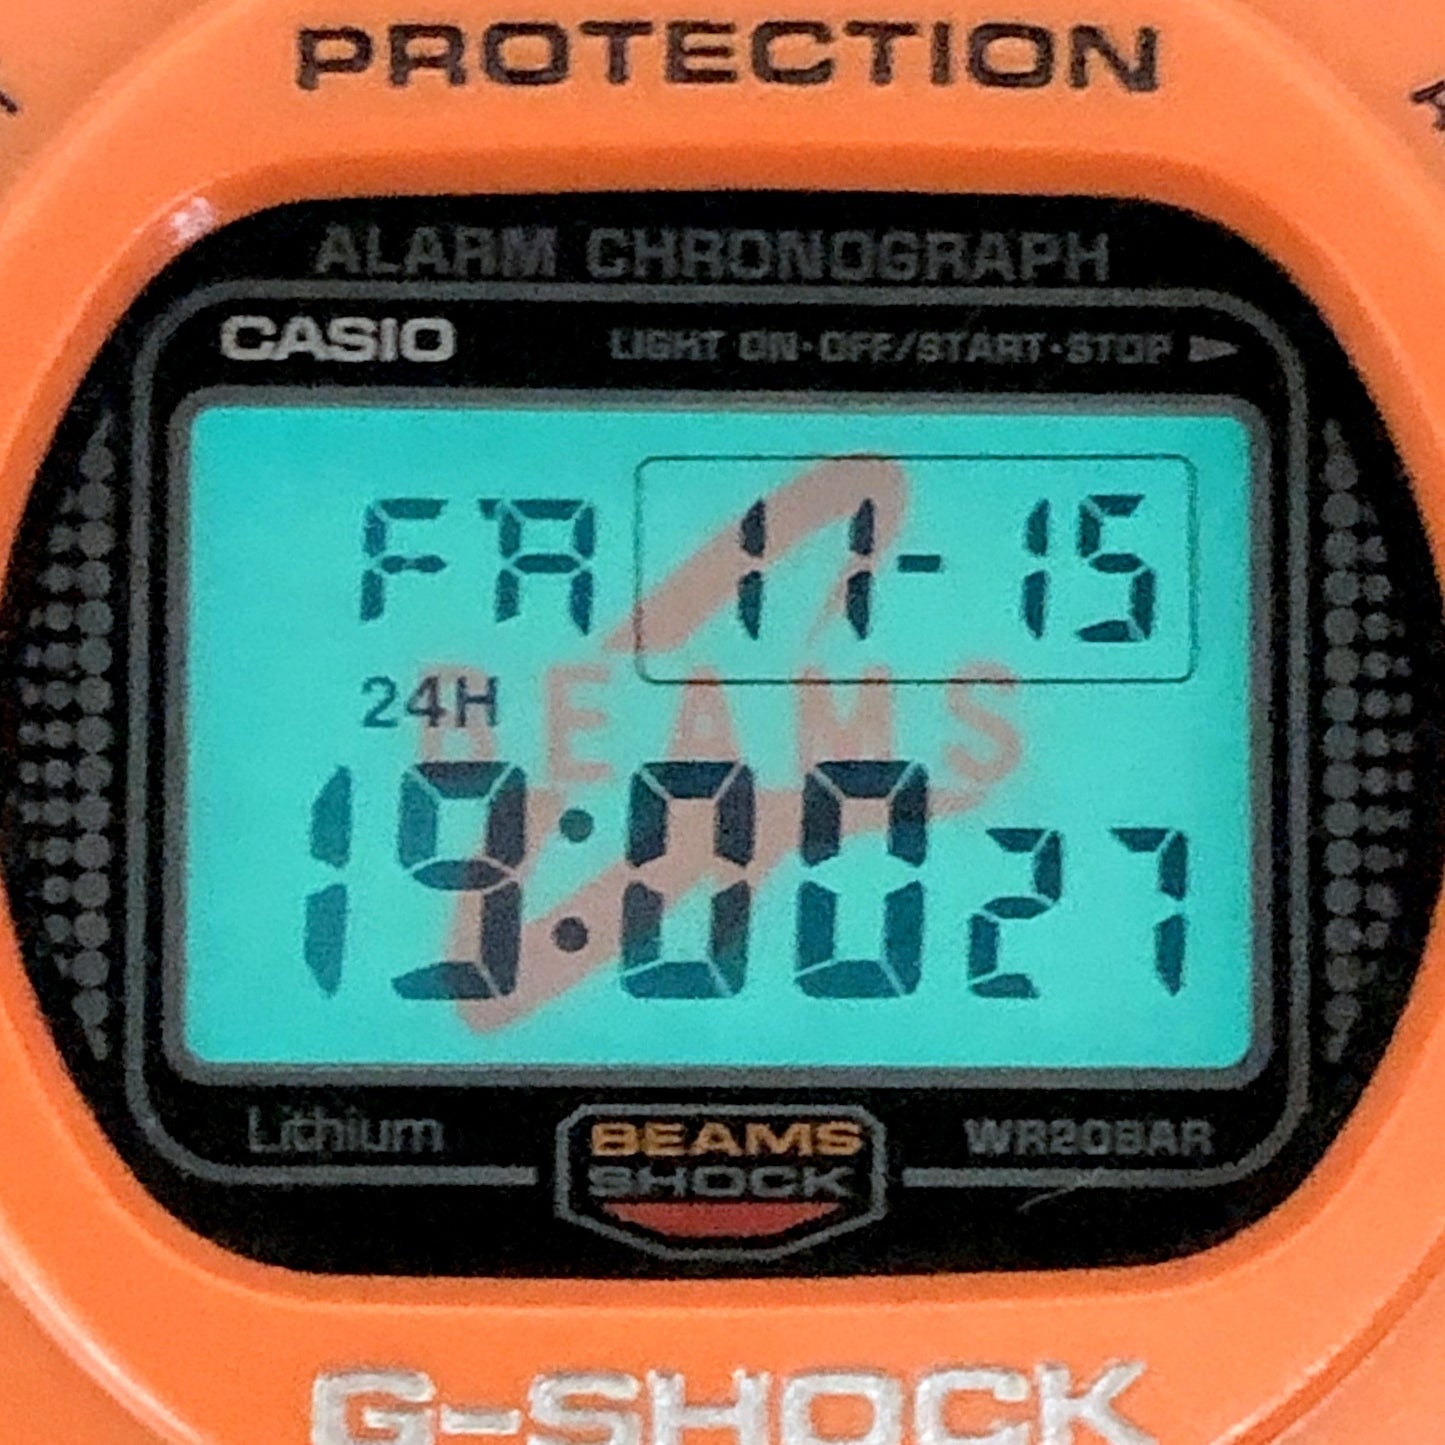 PROTECTION
ALARM CHRONOGRAPH
CASIO
LIGHT ON·OFF/START·STOP
FR 11-15
24H
BEAMS
19:00 27
Lithium
BEAMS
SHOCK
WR20BAR
G-SHOCK